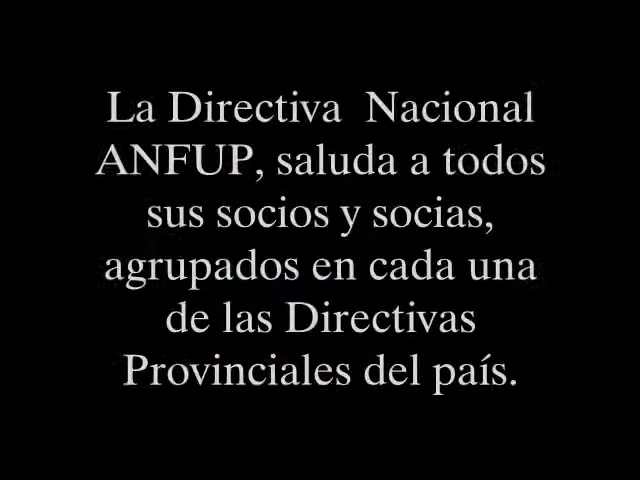 La Directiva  Nacional
ANFUP, saluda a todos
sus socios y socias,
agrupados en cada una
de las Directivas
Provinciales del país.